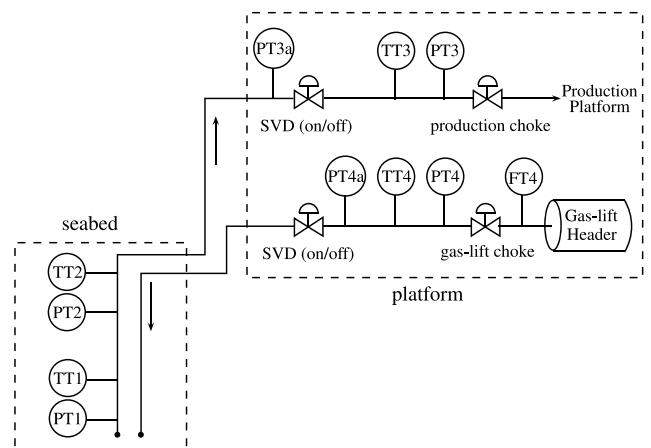 PT3a
TT3
PT3
Production
Platform
SVD (on/off)
production choke
PT4a
TT4
PT4
FT4
Gas-lift
Header
SVD (on/off)
gas-lift choke
platform
seabed
TT2
PT2
TT1
PT1